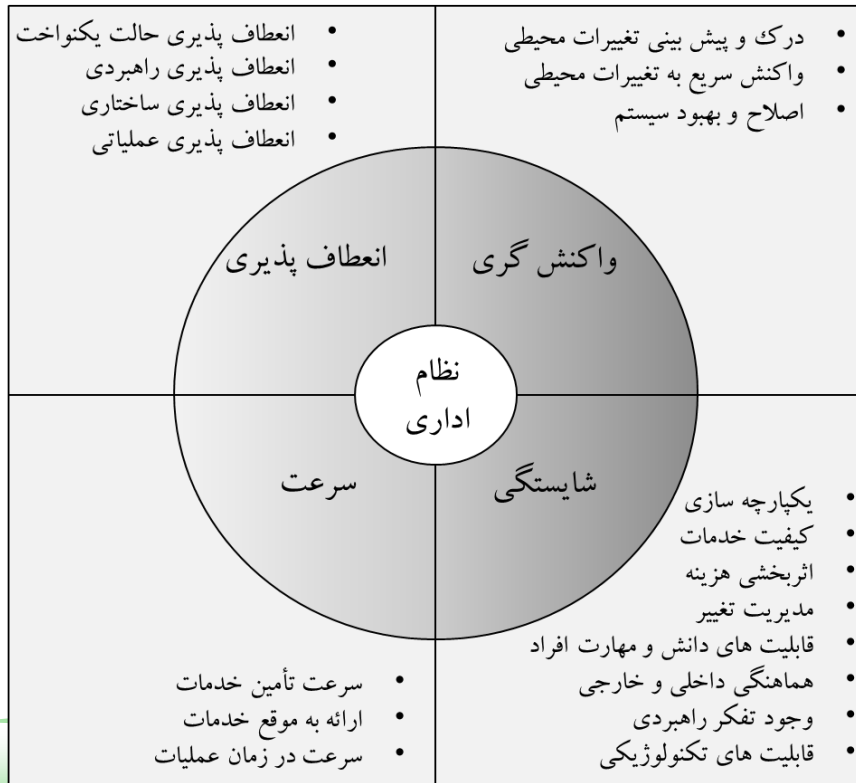 درک و پیش بینی تغییرات محیطی
واکنش سریع به تغییرات محیطی
اصلاح و بهبود سیستم
انعطاف پذیری حالت یکنواخت
انعطاف پذیری راهبردی
انعطاف پذیری ساختاری
انعطاف پذیری عملیاتی
واکنش گری
انعطاف پذیری
نظام
اداری
شایستگی
سرعت
یکپارچه سازی
کیفیت خدمات
اثربخشی هزینه
مدیریت تغییر
قابلیت های دانش و مهارت افراد
هماهنگی داخلی و خارجی
وجود تفکر راهبردی
قابلیت های تکنولوژیکی
سرعت تأمین خدمات
ارائه به موقع خدمات
سرعت در زمان عملیات